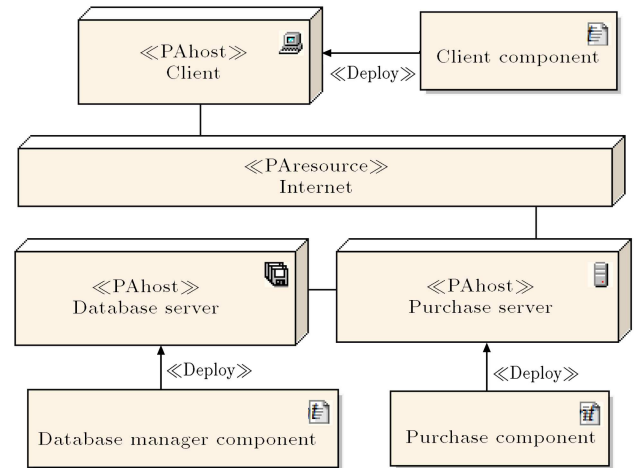 ≪PAhost≫
Client
≪Deploy≫
Client component
≪PAresource≫
Internet
≪PAhost≫
Database server
≪PAhost≫
Purchase server
≪Deploy≫
≪Deploy≫
Database manager component
Purchase component